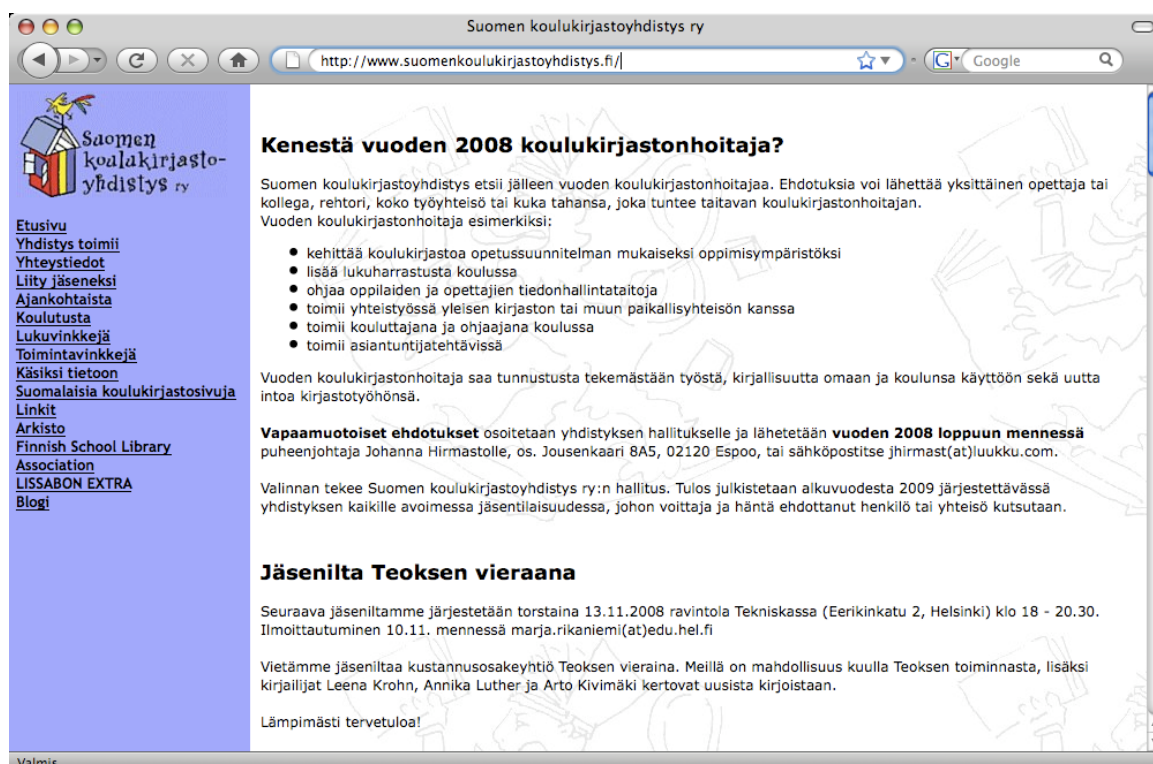 Suomen koulukirjastoyhdistys ry
http://www.suomenkoulukirjastoyhdistys.fi/
G
Google
Suomen
koulukirjasto-
yhdistys ry
Etusivu
Yhdistys toimii
Yhteystiedot
Liity jäseneksi
Ajankohtaista
Koulutusta
Lukuvinkkejä
Toimintavinkkejä
Käsiksi tietoon
Suomalaisia koulukirjastosivuja
Linkit
Arkisto
Finnish School Library
Association
LISSABON EXTRA
Blogi
Kenestä vuoden 2008 koulukirjastonhoitaja?
Suomen koulukirjastoyhdistys etsii jälleen vuoden koulukirjastonhoitajaa. Ehdotuksia voi lähettää yksittäinen opettaja tai
kollega, rehtori, koko työyhteisö tai kuka tahansa, joka tuntee taitavan koulukirjastonhoitajan.
Vuoden koulukirjastonhoitaja esimerkiksi:
● kehittää koulukirjastoa opetussuunnitelman mukaiseksi oppimisympäristöksi
● lisää lukuharrastusta koulussa
● ohjaa oppilaiden ja opettajien tiedonhallintataitoja
● toimii yhteistyössä yleisen kirjaston tai muun paikallisyhteisön kanssa
● toimii kouluttajana ja ohjaajana koulussa
● toimii asiantuntijatehtävissä
Vuoden koulukirjastonhoitaja saa tunnustusta tekemästään työstä, kirjallisuutta omaan ja koulunsa käyttöön sekä uutta
intoa kirjastotyöhönsä.
Vapaamuotoiset ehdotukset osoitetaan yhdistyksen hallitukselle ja lähetetään vuoden 2008 loppuun mennessä
puheenjohtaja Johanna Hirmastolle, os. Jousenkaari 8A5, 02120 Espoo, tai sähköpostitse jhirmast(at)luukku.com.
Valinnan tekee Suomen koulukirjastoyhdistys ry:n hallitus. Tulos julkistetaan alkuvuodesta 2009 järjestettävässä
yhdistyksen kaikille avoimessa jäsentilaisuudessa, johon voittaja ja häntä ehdottanut henkilö tai yhteisö kutsutaan.
Jäsenilta Teoksen vieraana
Seuraava jäseniltamme järjestetään torstaina 13.11.2008 ravintola Tekniskassa (Eerikinkatu 2, Helsinki) klo 18 - 20.30.
Ilmoittautuminen 10.11. mennessä marja.rikaniemi(at)edu.hel.fi
Vietämme jäseniltaa kustannusosakeyhtiö Teoksen vieraina. Meillä on mahdollisuus kuulla Teoksen toiminnasta, lisäksi
kirjailijat Leena Krohn, Annika Luther ja Arto Kivimäki kertovat uusista kirjoistaan.
Lämpimästi tervetuloa!
Valmis